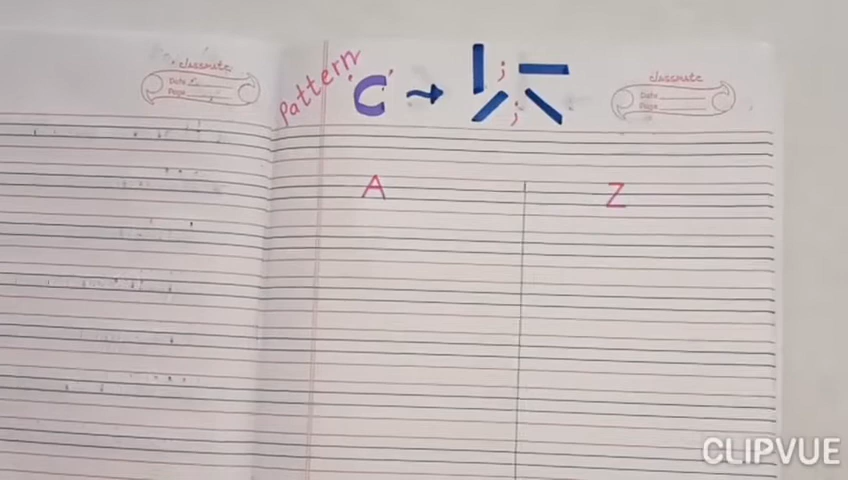 classmate
Date
Page
Pattern 'C' → | ; — / ; \
classmate
Date
Page
A Z
CLIPVUE